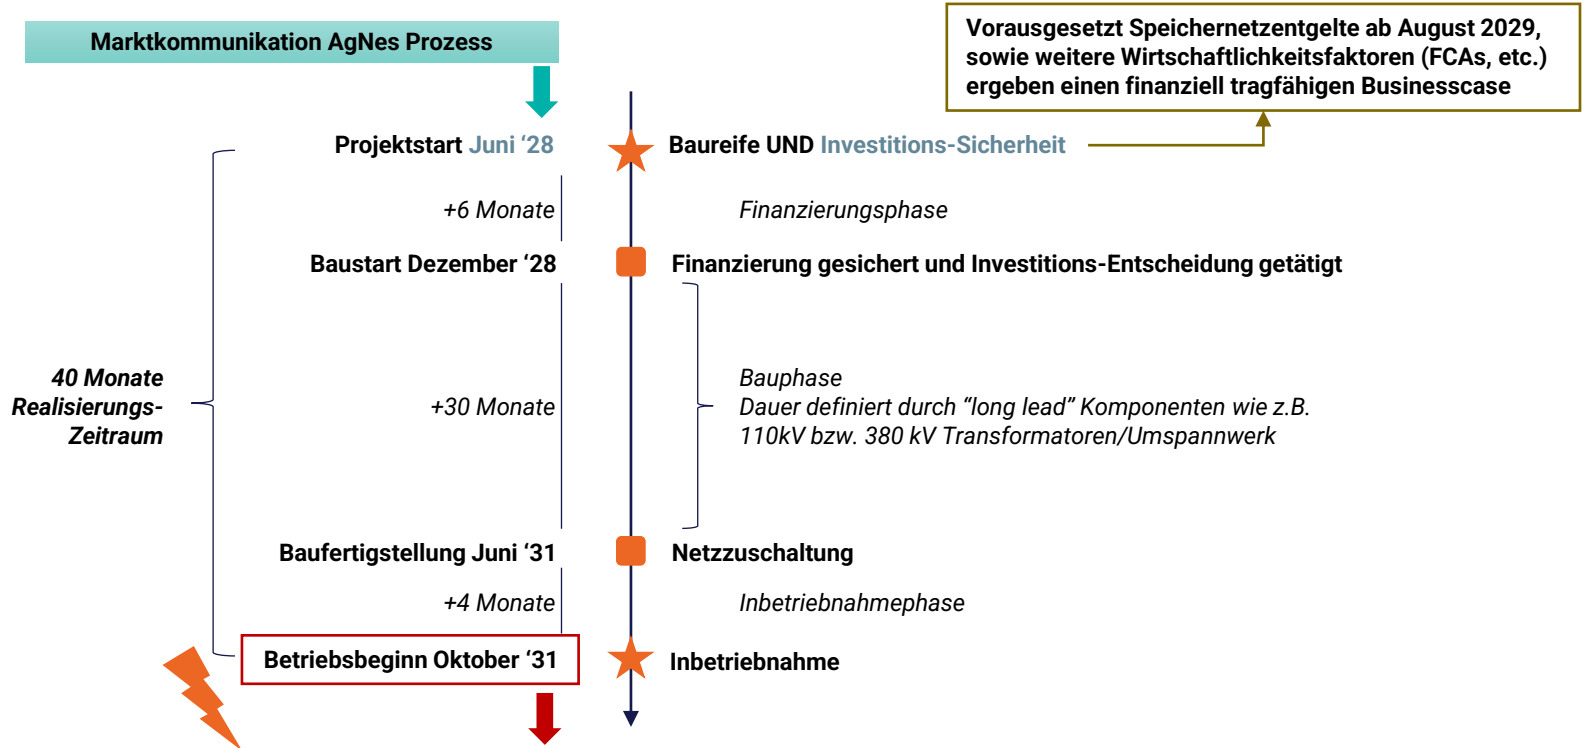 Marktkommunikation AgNes Prozess
Vorausgesetzt Speichernetzentgelte ab August 2029,
sowie weitere Wirtschaftlichkeitsfaktoren (FCAs, etc.)
ergeben einen finanziell tragfähigen Businesscase
Projektstart Juni ‘28
Baureife UND Investitions-Sicherheit
+6 Monate
Finanzierungsphase
Baustart Dezember ‘28
Finanzierung gesichert und Investitions-Entscheidung getätigt
40 Monate
Realisierungs-
Zeitraum
+30 Monate
Bauphase
Dauer definiert durch “long lead” Komponenten wie z.B.
110kV bzw. 380 kV Transformatoren/Umspannwerk
Baufertigstellung Juni ‘31
Netzzuschaltung
+4 Monate
Inbetriebnahmephase
Betriebsbeginn Oktober ‘31
Inbetriebnahme